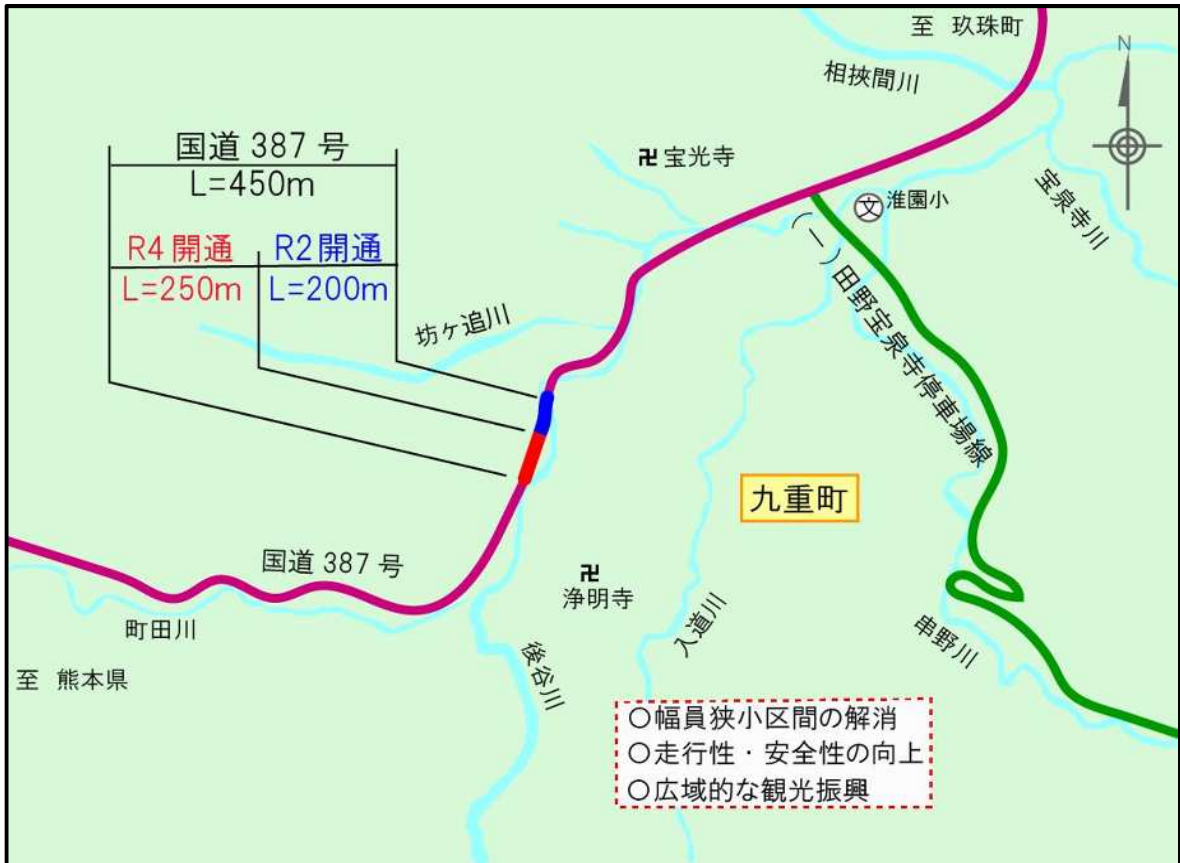 至 玖珠町
N
相挾間川
国道 387 号
L=450m
卍 宝光寺
文 淮園小
宝泉寺川
R4 開通
R2 開通
L=250m
L=200m
(一)田野宝泉寺停車場線
坊ヶ追川
九重町
国道 387 号
卍
浄明寺
入道川
串野川
町田川
後谷川
至 熊本県
○幅員狭小区間の解消
○走行性・安全性の向上
○広域的な観光振興